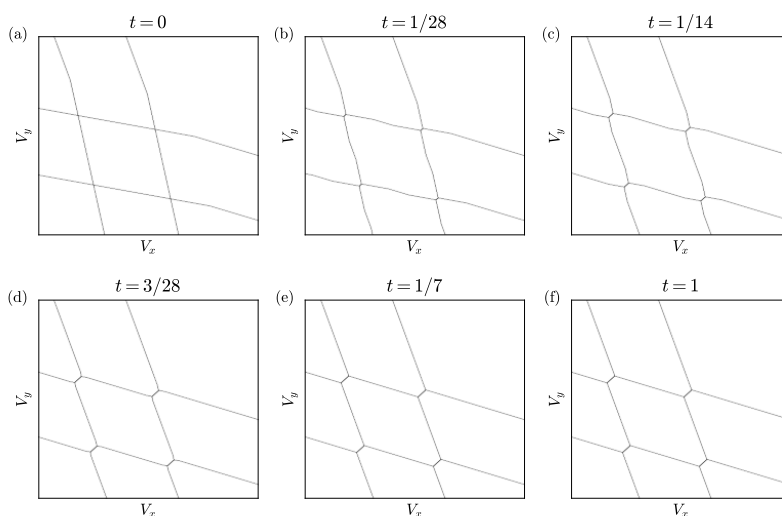 (a) t = 0
V_y
V_x
(b) t = 1/28
V_y
V_x
(c) t = 1/14
V_y
V_x
(d) t = 3/28
V_y
V_x
(e) t = 1/7
V_y
V_x
(f) t = 1
V_y
V_x